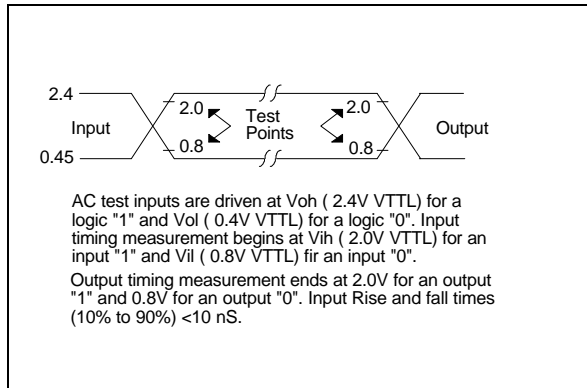 2.4
2.0
Test
2.0
Input
Points
Output
0.8
0.8
0.45
AC test inputs are driven at Voh ( 2.4V VTTL) for a
logic "1" and Vol ( 0.4V VTTL) for a logic "0". Input
timing measurement begins at Vih ( 2.0V VTTL) for an
input "1" and Vil ( 0.8V VTTL) fir an input "0".
Output timing measurement ends at 2.0V for an output
"1" and 0.8V for an output "0". Input Rise and fall times
(10% to 90%) <10 nS.